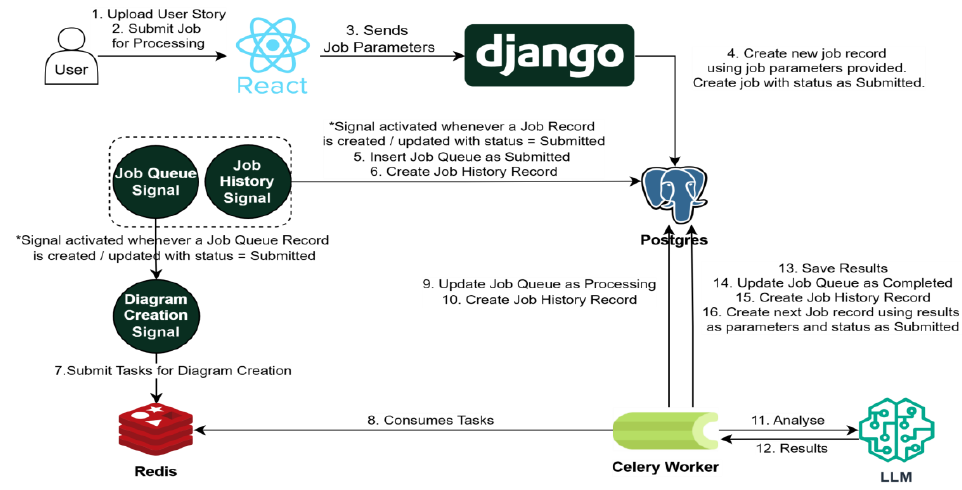 1. Upload User Story
2. Submit Job
for Processing
User
React
3. Sends
Job Parameters
django
4. Create new job record
using job parameters provided.
Create job with status as Submitted.
*Signal activated whenever a Job Record
is created / updated with status = Submitted
5. Insert Job Queue as Submitted
6. Create Job History Record
Job Queue
Signal
Job
History
Signal
Postgres
*Signal activated whenever a Job Queue Record
is created / updated with status = Submitted
9. Update Job Queue as Processing
10. Create Job History Record
13. Save Results
14. Update Job Queue as Completed
15. Create Job History Record
16. Create next Job record using results
as parameters and status as Submitted
Diagram
Creation
Signal
7.Submit Tasks for Diagram Creation
Redis
8. Consumes Tasks
Celery Worker
11. Analyse
12. Results
LLM